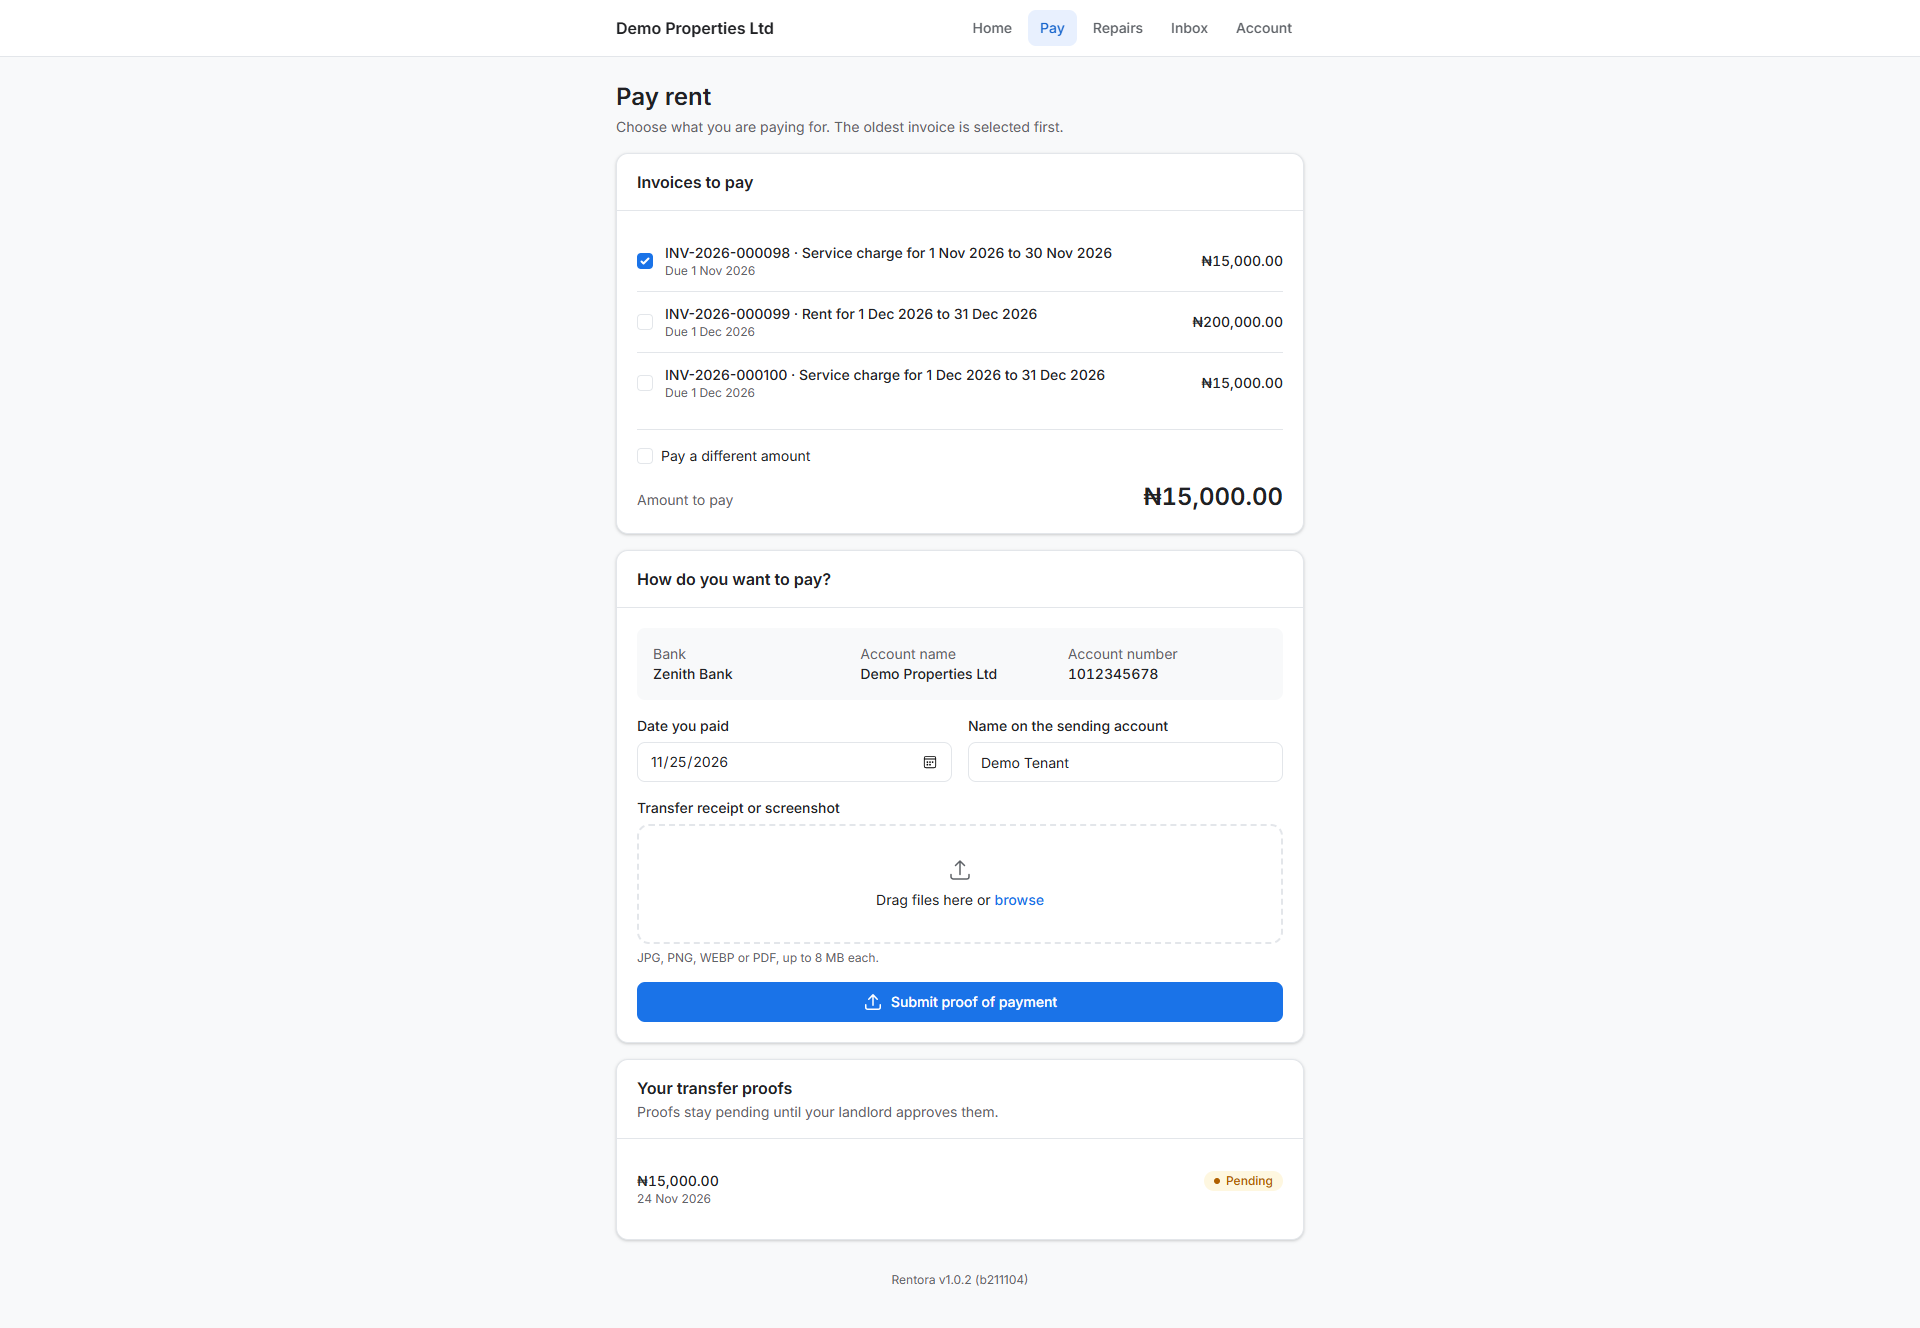 Demo Properties Ltd
Home
Pay
Repairs
Inbox
Account
Pay rent
Choose what you are paying for. The oldest invoice is selected first.
Invoices to pay
INV-2026-000098 · Service charge for 1 Nov 2026 to 30 Nov 2026
Due 1 Nov 2026
₦15,000.00
INV-2026-000099 · Rent for 1 Dec 2026 to 31 Dec 2026
Due 1 Dec 2026
₦200,000.00
INV-2026-000100 · Service charge for 1 Dec 2026 to 31 Dec 2026
Due 1 Dec 2026
₦15,000.00
Pay a different amount
Amount to pay
₦15,000.00
How do you want to pay?
Bank
Zenith Bank
Account name
Demo Properties Ltd
Account number
1012345678
Date you paid
11/25/2026
Name on the sending account
Demo Tenant
Transfer receipt or screenshot
Drag files here or browse
JPG, PNG, WEBP or PDF, up to 8 MB each.
Submit proof of payment
Your transfer proofs
Proofs stay pending until your landlord approves them.
₦15,000.00
24 Nov 2026
Pending
Rentora v1.0.2 (b211104)